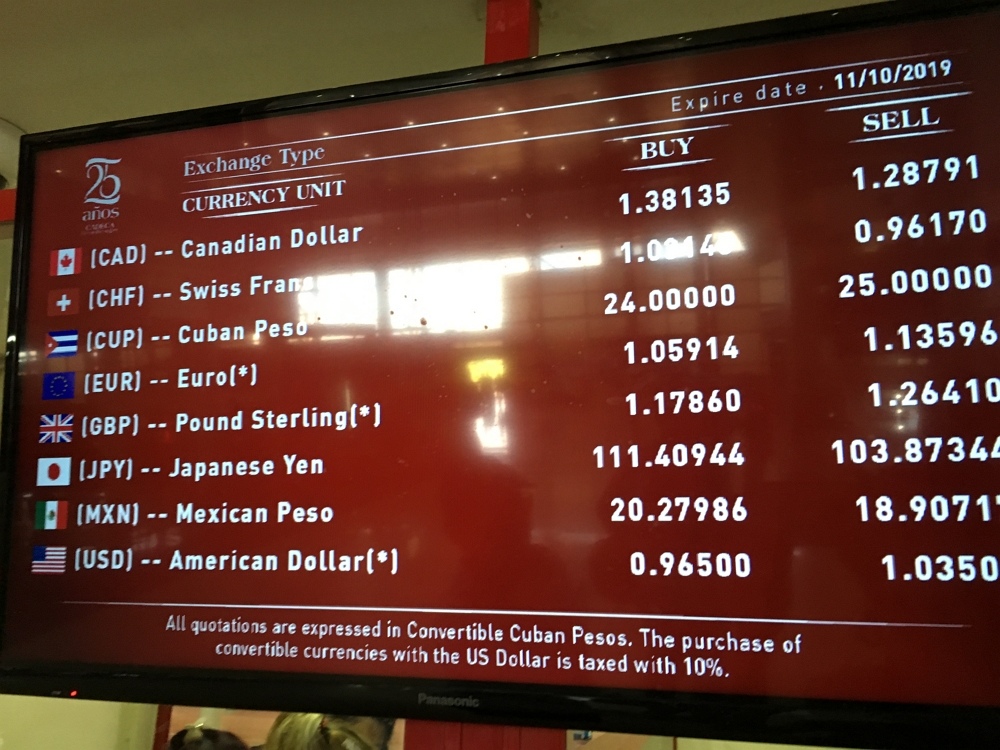 Expire date . 11/10/2019
25
años
CADECA
Exchange Type BUY SELL
CURRENCY UNIT
(CAD) -- Canadian Dollar 1.38135 1.28791
(CHF) -- Swiss Fran 0.96170
(CUP) -- Cuban Peso 24.00000 25.00000
(EUR) -- Euro(*) 1.05914 1.13596
(GBP) -- Pound Sterling(*) 1.17860 1.26410
(JPY) -- Japanese Yen 111.40944 103.87344
(MXN) -- Mexican Peso 20.27986 18.9071
(USD) -- American Dollar(*) 0.96500 1.0350
All quotations are expressed in Convertible Cuban Pesos. The purchase of
convertible currencies with the US Dollar is taxed with 10%.
Panasonic